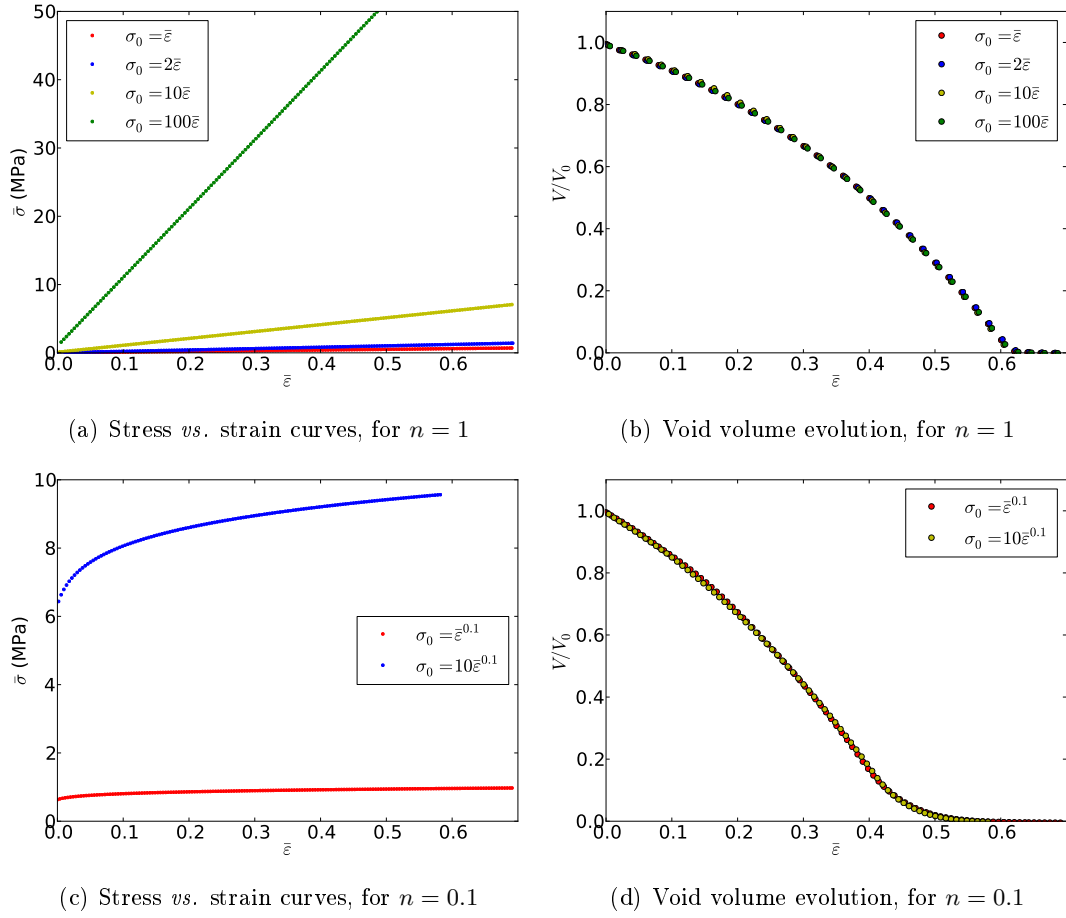 50
40
30
20
10
0
0.0 0.1 0.2 0.3 0.4 0.5 0.6
σ̄ (MPa)
ε̄
σ₀ = ε̄
σ₀ = 2ε̄
σ₀ = 10ε̄
σ₀ = 100ε̄
(a) Stress vs. strain curves, for n = 1
1.0
0.8
0.6
0.4
0.2
0.0
0.0 0.1 0.2 0.3 0.4 0.5 0.6
V/V₀
ε̄
σ₀ = ε̄
σ₀ = 2ε̄
σ₀ = 10ε̄
σ₀ = 100ε̄
(b) Void volume evolution, for n = 1
10
8
6
4
2
0
0.0 0.1 0.2 0.3 0.4 0.5 0.6
σ̄ (MPa)
ε̄
σ₀ = ε̄^0.1
σ₀ = 10ε̄^0.1
(c) Stress vs. strain curves, for n = 0.1
1.0
0.8
0.6
0.4
0.2
0.0
0.0 0.1 0.2 0.3 0.4 0.5 0.6
V/V₀
ε̄
σ₀ = ε̄^0.1
σ₀ = 10ε̄^0.1
(d) Void volume evolution, for n = 0.1